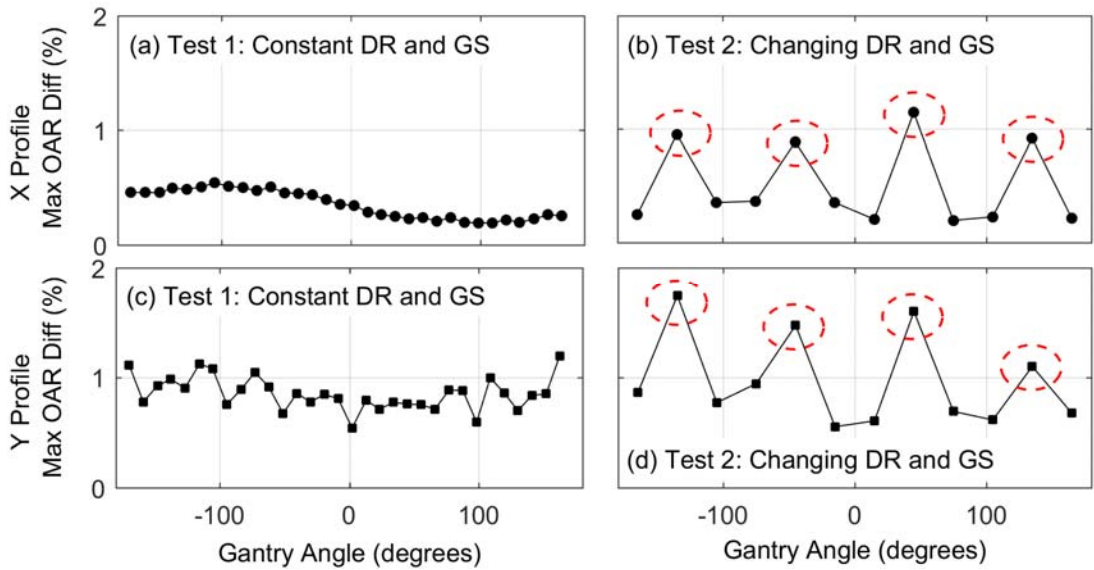 X Profile
Max OAR Diff (%)
2
1
0
(a) Test 1: Constant DR and GS
(b) Test 2: Changing DR and GS
Y Profile
Max OAR Diff (%)
2
1
0
(c) Test 1: Constant DR and GS
(d) Test 2: Changing DR and GS
-100
0
100
-100
0
100
Gantry Angle (degrees)
Gantry Angle (degrees)